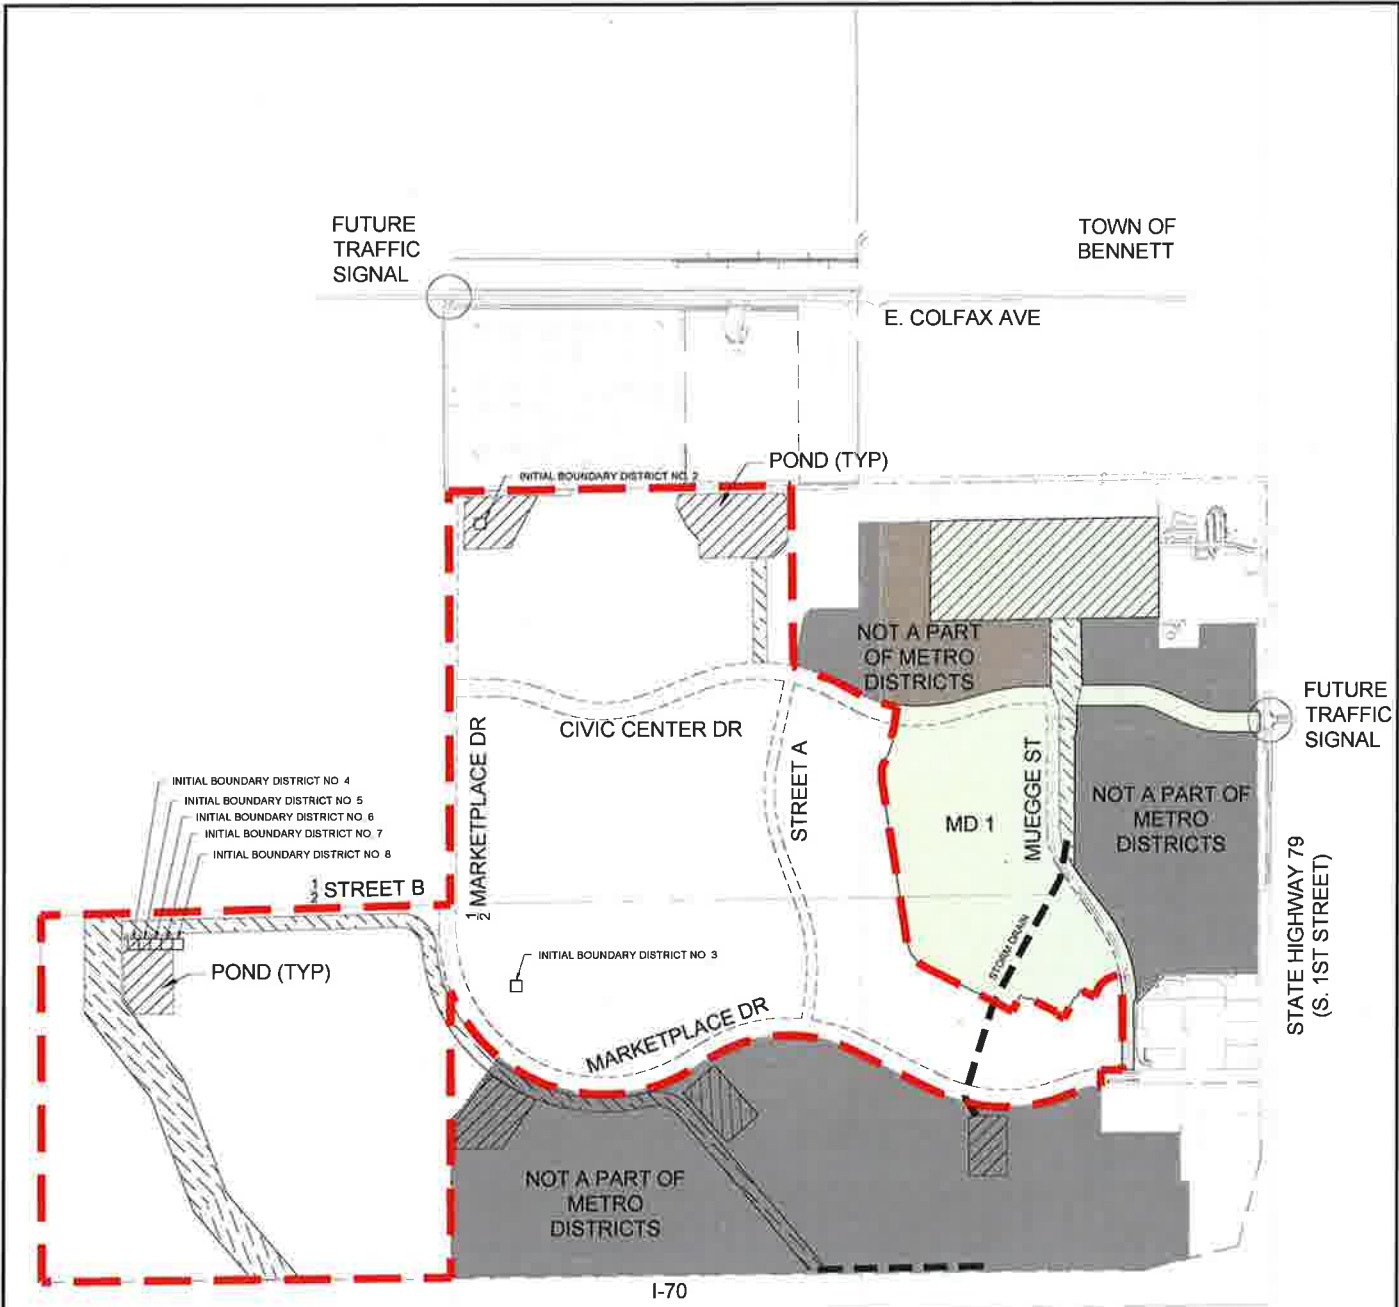 FUTURE
TRAFFIC
SIGNAL
TOWN OF
BENNETT
E. COLFAX AVE
POND (TYP)
INITIAL BOUNDARY DISTRICT NO. 2
NOT A PART
OF METRO
DISTRICTS
FUTURE
TRAFFIC
SIGNAL
CIVIC CENTER DR
1/2 MARKETPLACE DR
STREET A
MUEGGE ST
MD 1
NOT A PART OF
METRO
DISTRICTS
STATE HIGHWAY 79
(S. 1ST STREET)
INITIAL BOUNDARY DISTRICT NO 4
INITIAL BOUNDARY DISTRICT NO 5
INITIAL BOUNDARY DISTRICT NO 6
INITIAL BOUNDARY DISTRICT NO 7
INITIAL BOUNDARY DISTRICT NO 8
1/2 STREET B
POND (TYP)
INITIAL BOUNDARY DISTRICT NO 3
STORM DRAIN
MARKETPLACE DR
NOT A PART OF
METRO
DISTRICTS
I-70